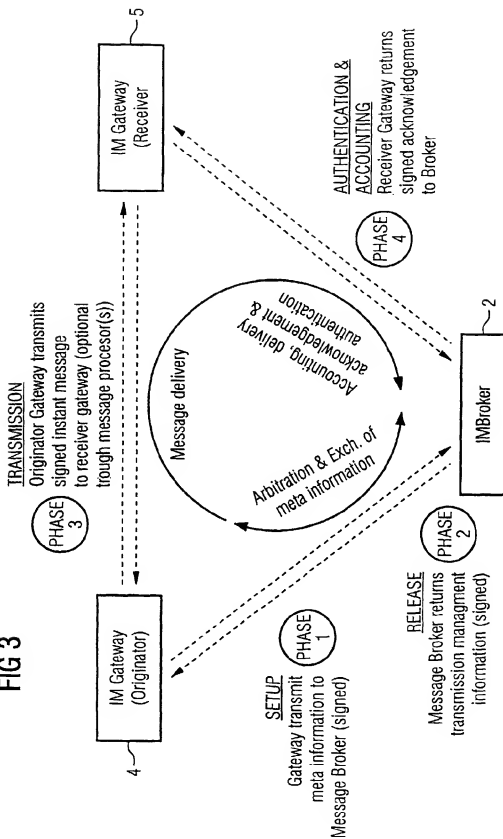 FIG 3
TRANSMISSION
Originator Gateway transmits
signed instant message
to receiver gateway (optional
trough message procesor(s))
PHASE
3
IM Gateway
(Originator)
4
IM Gateway
(Receiver
5
Message delivery
Arbitration & Exch. of
meta information
Accounting, delivery
acknowledgement &
authentication
SETUP
Gateway transmit
meta information to
Message Broker (signed)
PHASE
1
RELEASE
Message Broker returns
transmission managment
information (signed)
PHASE
2
IMBroker
2
AUTHENTICATION &
ACCOUNTING
Receiver Gateway returns
signed acknowledgement
to Broker
PHASE
4